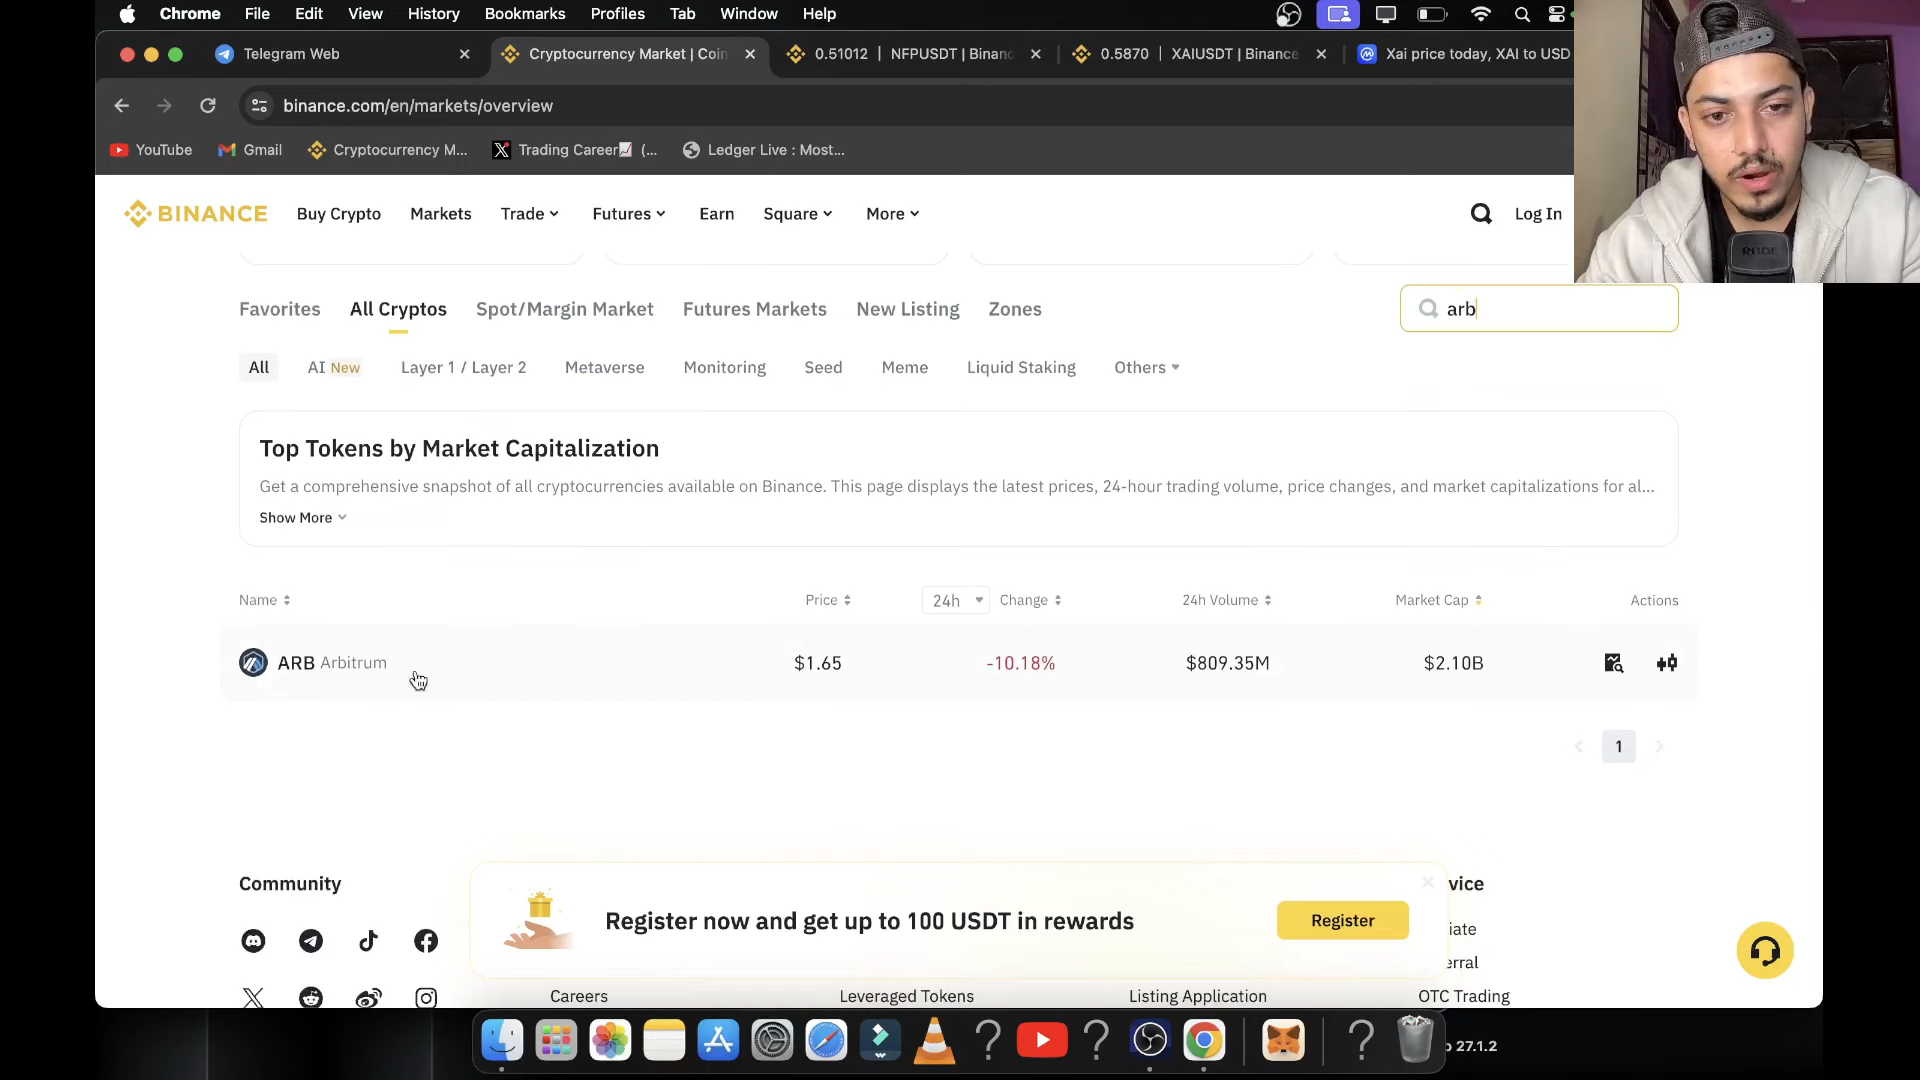 Chrome File Edit View History Bookmarks Profiles Tab Window Help
Telegram Web
Cryptocurrency Market | Coin
0.51012 | NFPUSDT | Binanc
0.5870 | XAIUSDT | Binance
Xai price today, XAI to USD
binance.com/en/markets/overview
YouTube
Gmail
Cryptocurrency M...
Trading Career (...
Ledger Live : Most...
BINANCE
Buy Crypto Markets Trade Futures Earn Square More
Log In
RODE
Favorites All Cryptos Spot/Margin Market Futures Markets New Listing Zones
arb
All AI New Layer 1 / Layer 2 Metaverse Monitoring Seed Meme Liquid Staking Others
Top Tokens by Market Capitalization
Get a comprehensive snapshot of all cryptocurrencies available on Binance. This page displays the latest prices, 24-hour trading volume, price changes, and market capitalizations for al...
Show More
Name Price 24h Change 24h Volume Market Cap Actions
ARB Arbitrum $1.65 -10.18% $809.35M $2.10B
1
Community
vice
Register now and get up to 100 USDT in rewards
Register
iate
erral
Careers Leveraged Tokens Listing Application OTC Trading
27.1.2